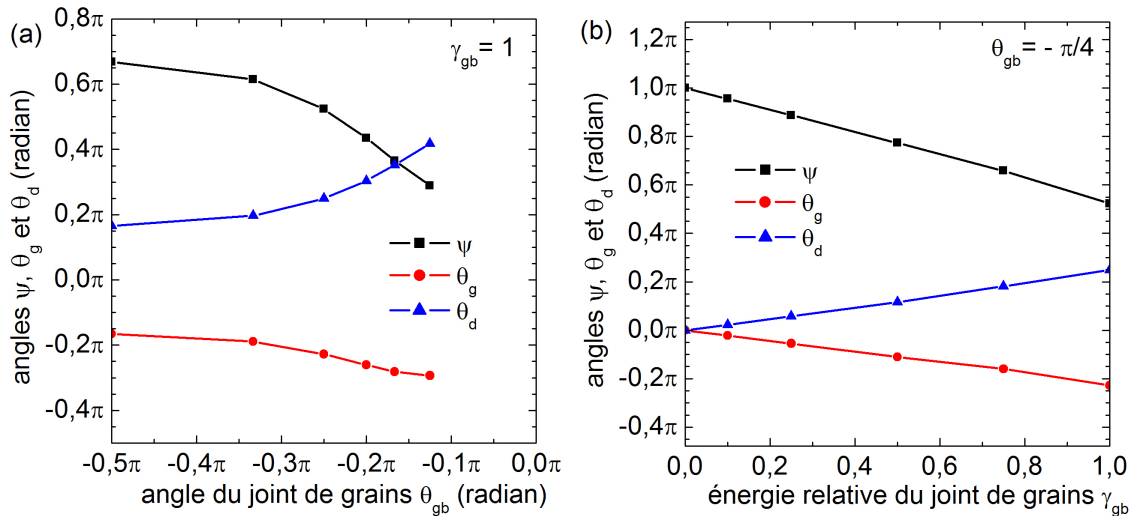 (a)
γgb= 1
0,8π
0,6π
0,4π
0,2π
0,0π
-0,2π
-0,4π
angles ψ, θg et θd (radian)
ψ
θg
θd
-0,5π -0,4π -0,3π -0,2π -0,1π 0,0π
angle du joint de grains θgb (radian)
(b)
θgb= - π/4
1,2π
1,0π
0,8π
0,6π
0,4π
0,2π
0,0π
-0,2π
-0,4π
angles ψ, θg et θd (radian)
ψ
θg
θd
0,0 0,2 0,4 0,6 0,8 1,0
énergie relative du joint de grains γgb